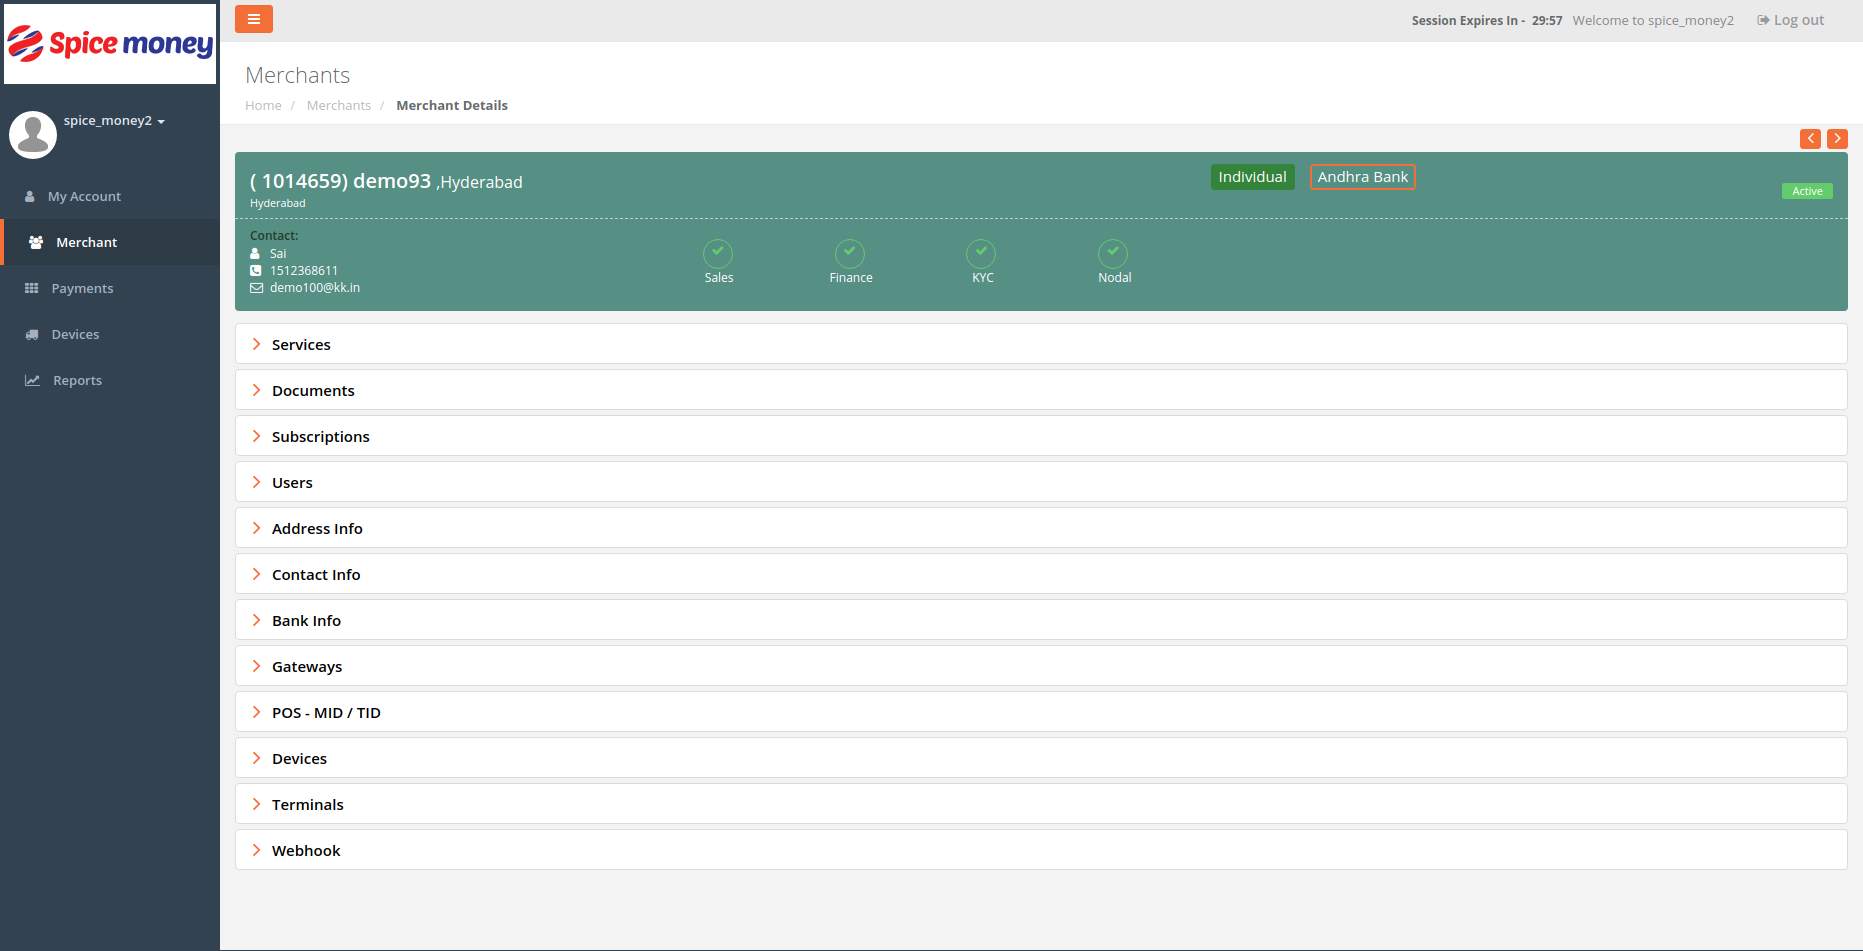 Spice money
Session Expires In - 29:57 Welcome to spice_money2 Log out
spice_money2
My Account
Merchant
Payments
Devices
Reports
Merchants
Home / Merchants / Merchant Details
( 1014659) demo93 ,Hyderabad
Individual
Andhra Bank
Active
Hyderabad
Contact:
Sai
1512368611
demo100@kk.in
Sales
Finance
KYC
Nodal
Services
Documents
Subscriptions
Users
Address Info
Contact Info
Bank Info
Gateways
POS - MID / TID
Devices
Terminals
Webhook